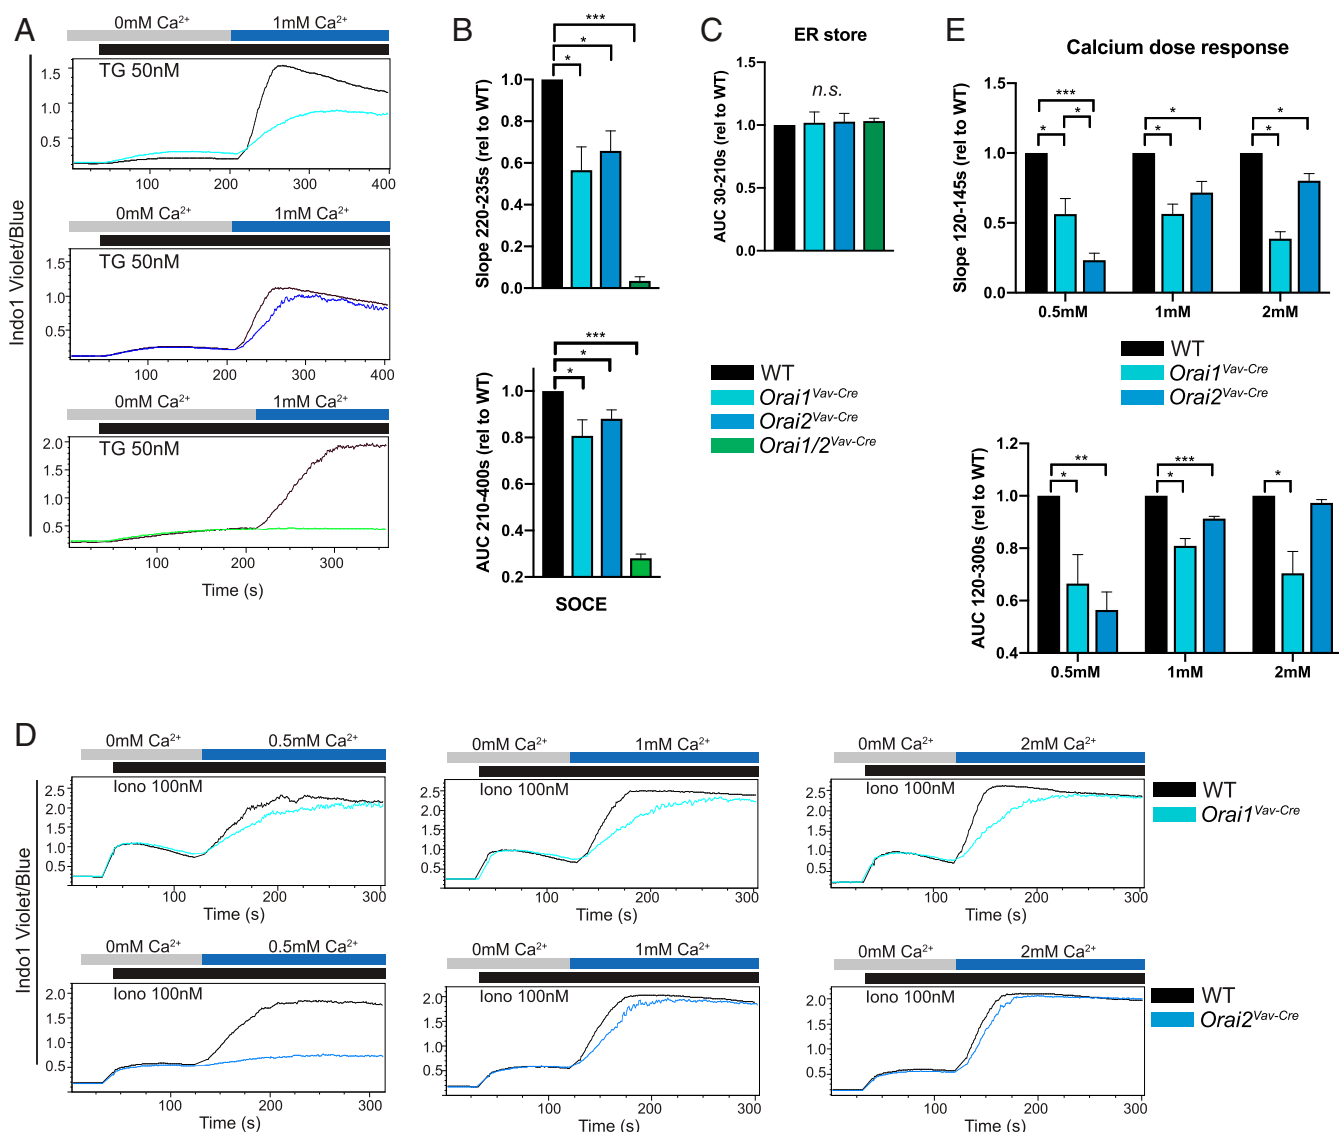 A
0mM Ca²⁺ 1mM Ca²⁺
TG 50nM
1.5
1.0
0.5
100 200 300 400
0mM Ca²⁺ 1mM Ca²⁺
TG 50nM
1.5
1.0
0.5
100 200 300 400
0mM Ca²⁺ 1mM Ca²⁺
TG 50nM
2.0
1.5
1.0
0.5
100 200 300
Time (s)
Indo1 Violet/Blue
B
***
*
*
1.0
0.8
0.6
0.4
0.2
0.0
Slope 220-235s (rel to WT)
***
*
*
1.0
0.8
0.6
0.4
0.2
AUC 210-400s (rel to WT)
SOCE
C
ER store
n.s.
1.5
1.0
0.5
0.0
AUC 30-210s (rel to WT)
WT
Orai1Vav-Cre
Orai2Vav-Cre
Orai1/2Vav-Cre
E
Calcium dose response
***
* *
*
*
*
*
1.5
1.0
0.5
0.0
Slope 120-145s (rel to WT)
0.5mM 1mM 2mM
WT
Orai1Vav-Cre
Orai2Vav-Cre
**
*
***
*
*
1.2
1.0
0.8
0.6
0.4
AUC 120-300s (rel to WT)
0.5mM 1mM 2mM
D
0mM Ca²⁺ 0.5mM Ca²⁺
Iono 100nM
2.5
2.0
1.5
1.0
0.5
100 200 300
Time (s)
0mM Ca²⁺ 1mM Ca²⁺
Iono 100nM
2.5
2.0
1.5
1.0
0.5
100 200 300
Time (s)
0mM Ca²⁺ 2mM Ca²⁺
Iono 100nM
2.5
2.0
1.5
1.0
0.5
100 200 300
Time (s)
WT
Orai1Vav-Cre
Indo1 Violet/Blue
0mM Ca²⁺ 0.5mM Ca²⁺
Iono 100nM
2.0
1.5
1.0
0.5
100 200 300
Time (s)
0mM Ca²⁺ 1mM Ca²⁺
Iono 100nM
2.0
1.5
1.0
0.5
100 200 300
Time (s)
0mM Ca²⁺ 2mM Ca²⁺
Iono 100nM
2.0
1.5
1.0
0.5
100 200 300
Time (s)
WT
Orai2Vav-Cre